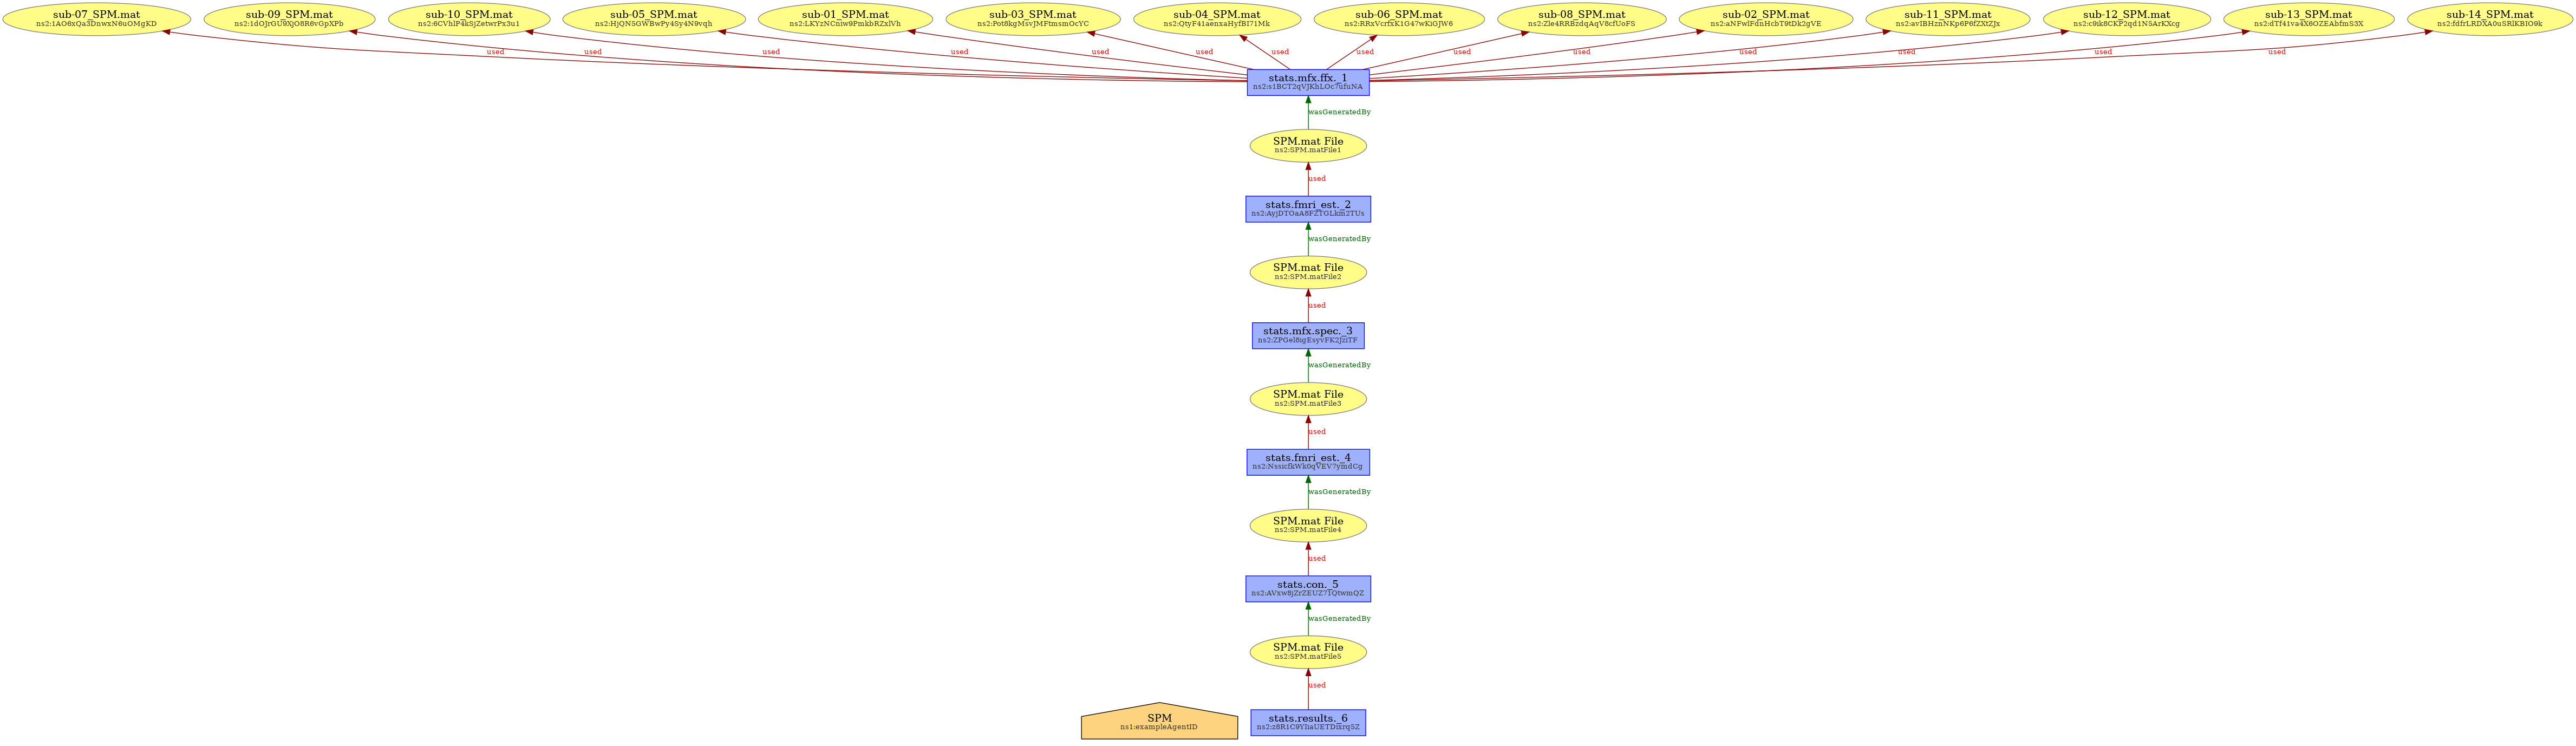 sub-07_SPM.mat
ns2:1AO6xQa3DnwxN6uOMgKD
sub-09_SPM.mat
ns2:1dOJrGU9XJO8R6vGpXPb
sub-10_SPM.mat
ns2:6CVhlP4kSjZetwrPx3u1
sub-05_SPM.mat
ns2:HjQN5GWBwPy4Sy4N9vqh
sub-01_SPM.mat
ns2:LKYzNCniw9PmkbRZxlVh
sub-03_SPM.mat
ns2:Pot8kgMsvJMFtmsmOcYC
sub-04_SPM.mat
ns2:QtyF41aenxaHyfBI71Mk
sub-06_SPM.mat
ns2:RRxVcrfxK1G47wKiGJW6
sub-08_SPM.mat
ns2:Zle4RRBzdqAqV8cfUoFS
sub-02_SPM.mat
ns2:aNFwlFdnHcbT9tDk2gVE
sub-11_SPM.mat
ns2:avIBHznNKp6P6fZXtZJx
sub-12_SPM.mat
ns2:c9ik8CKP2qd1N5ArKXcg
sub-13_SPM.mat
ns2:dTf41va4X6OZEAbfmS3X
sub-14_SPM.mat
ns2:fdfrLRDXA0uSRlKBIO9k
used
used
used
used
used
used
used
used
used
used
used
used
used
used
stats.mfx.ffx._1
ns2:s1BCT2qVJKhLOc7ufuNA
wasGeneratedBy
SPM.mat File
ns2:SPM.matFile1
used
stats.fmri_est._2
ns2:AyjDTOaA8FZTGLkm2TUs
wasGeneratedBy
SPM.mat File
ns2:SPM.matFile2
used
stats.mfx.spec._3
ns2:ZPGel8igEsyvFK2JziTF
wasGeneratedBy
SPM.mat File
ns2:SPM.matFile3
used
stats.fmri_est._4
ns2:NssicfkWk0qVEV7ymdCg
wasGeneratedBy
SPM.mat File
ns2:SPM.matFile4
used
stats.con._5
ns2:AVxw8jZrZEUZ7TQtwmQZ
wasGeneratedBy
SPM.mat File
ns2:SPM.matFile5
used
SPM
ns1:exampleAgentID
stats.results._6
ns2:z8R1C9YhaUETDixrq5Z